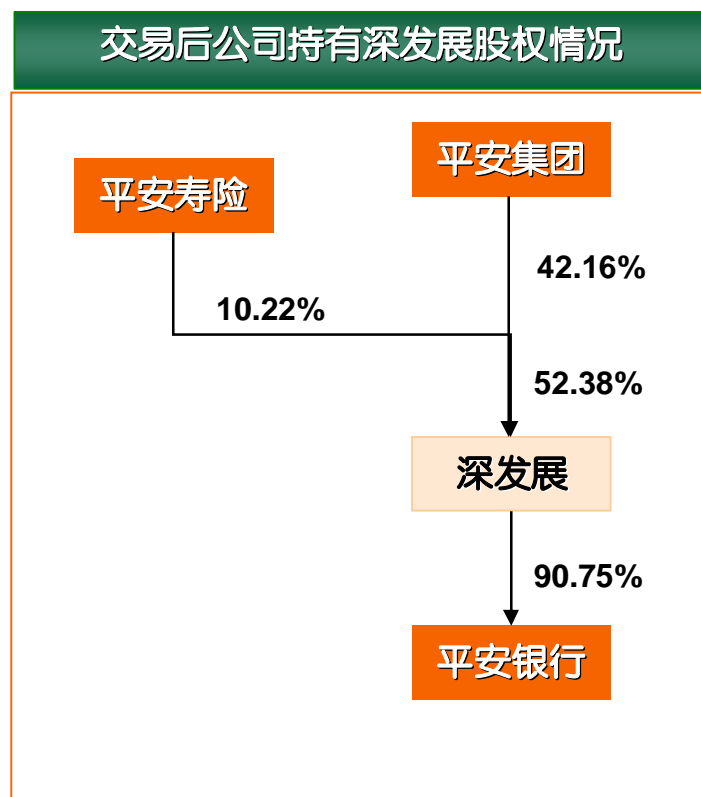 交易后公司持有深发展股权情况
平安集团
平安寿险
42.16%
10.22%
52.38%
深发展
90.75%
平安银行